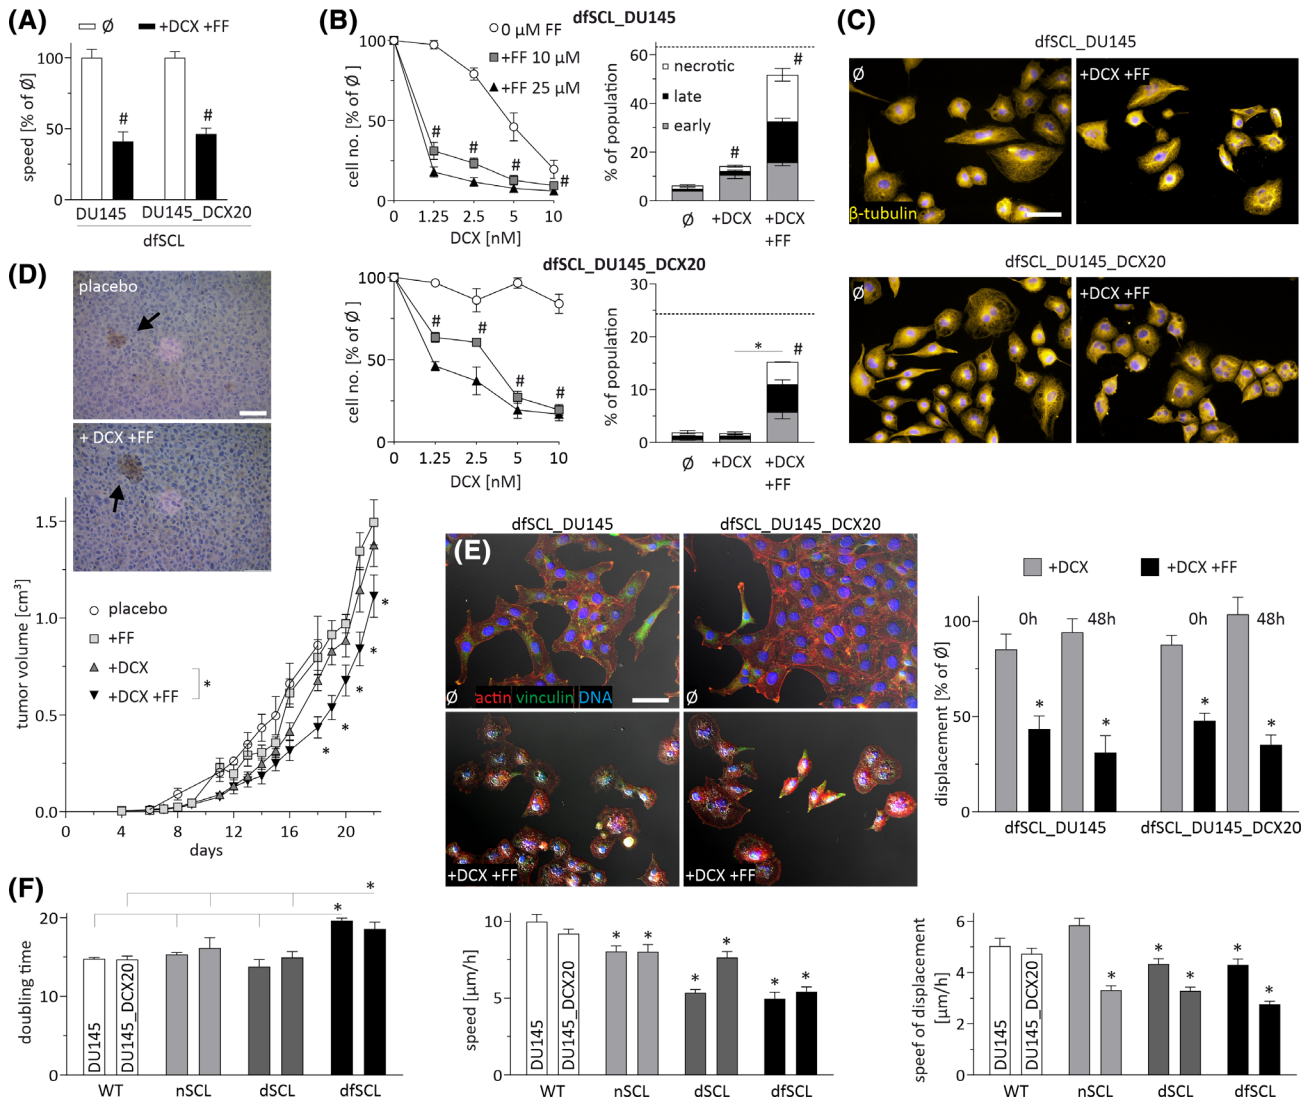 (A)
Ø +DCX +FF
speed [% of Ø]
100
50
0
# #
DU145 DU145_DCX20
dfSCL
(B)
dfSCL_DU145
0 µM FF
+FF 10 µM
+FF 25 µM
cell no. [% of Ø ]
100
50
0
# # # #
0 1.25 2.5 5 10
DCX [nM]
% of population
60
40
20
0
necrotic
late
early
# #
Ø +DCX +DCX
+FF
dfSCL_DU145_DCX20
cell no. [% of Ø ]
100
50
0
# # # #
0 1.25 2.5 5 10
DCX [nM]
% of population
30
20
10
0
* #
Ø +DCX +DCX
+FF
(C)
dfSCL_DU145
Ø +DCX +FF
β-tubulin
dfSCL_DU145_DCX20
Ø +DCX +FF
(D)
placebo
+ DCX +FF
tumor volume [cm³]
1.5
1.0
0.5
0
placebo
+FF
+DCX
+DCX +FF
*
* * * * * *
0 4 8 12 16 20
days
(E)
dfSCL_DU145 dfSCL_DU145_DCX20
Ø actin vinculin DNA Ø
+DCX +FF +DCX +FF
+DCX +DCX +FF
displacement [% of Ø]
100
50
0
0h 48h 0h 48h
* * * *
dfSCL_DU145 dfSCL_DU145_DCX20
(F)
doubling time
20
10
0
* *
DU145
DU145_DCX20
WT nSCL dSCL dfSCL
speed [µm/h]
10
5
0
* * * * * *
DU145
DU145_DCX20
WT nSCL dSCL dfSCL
speef of displacement
[µm/h]
6
4
2
0
* * * * *
DU145
DU145_DCX20
WT nSCL dSCL dfSCL